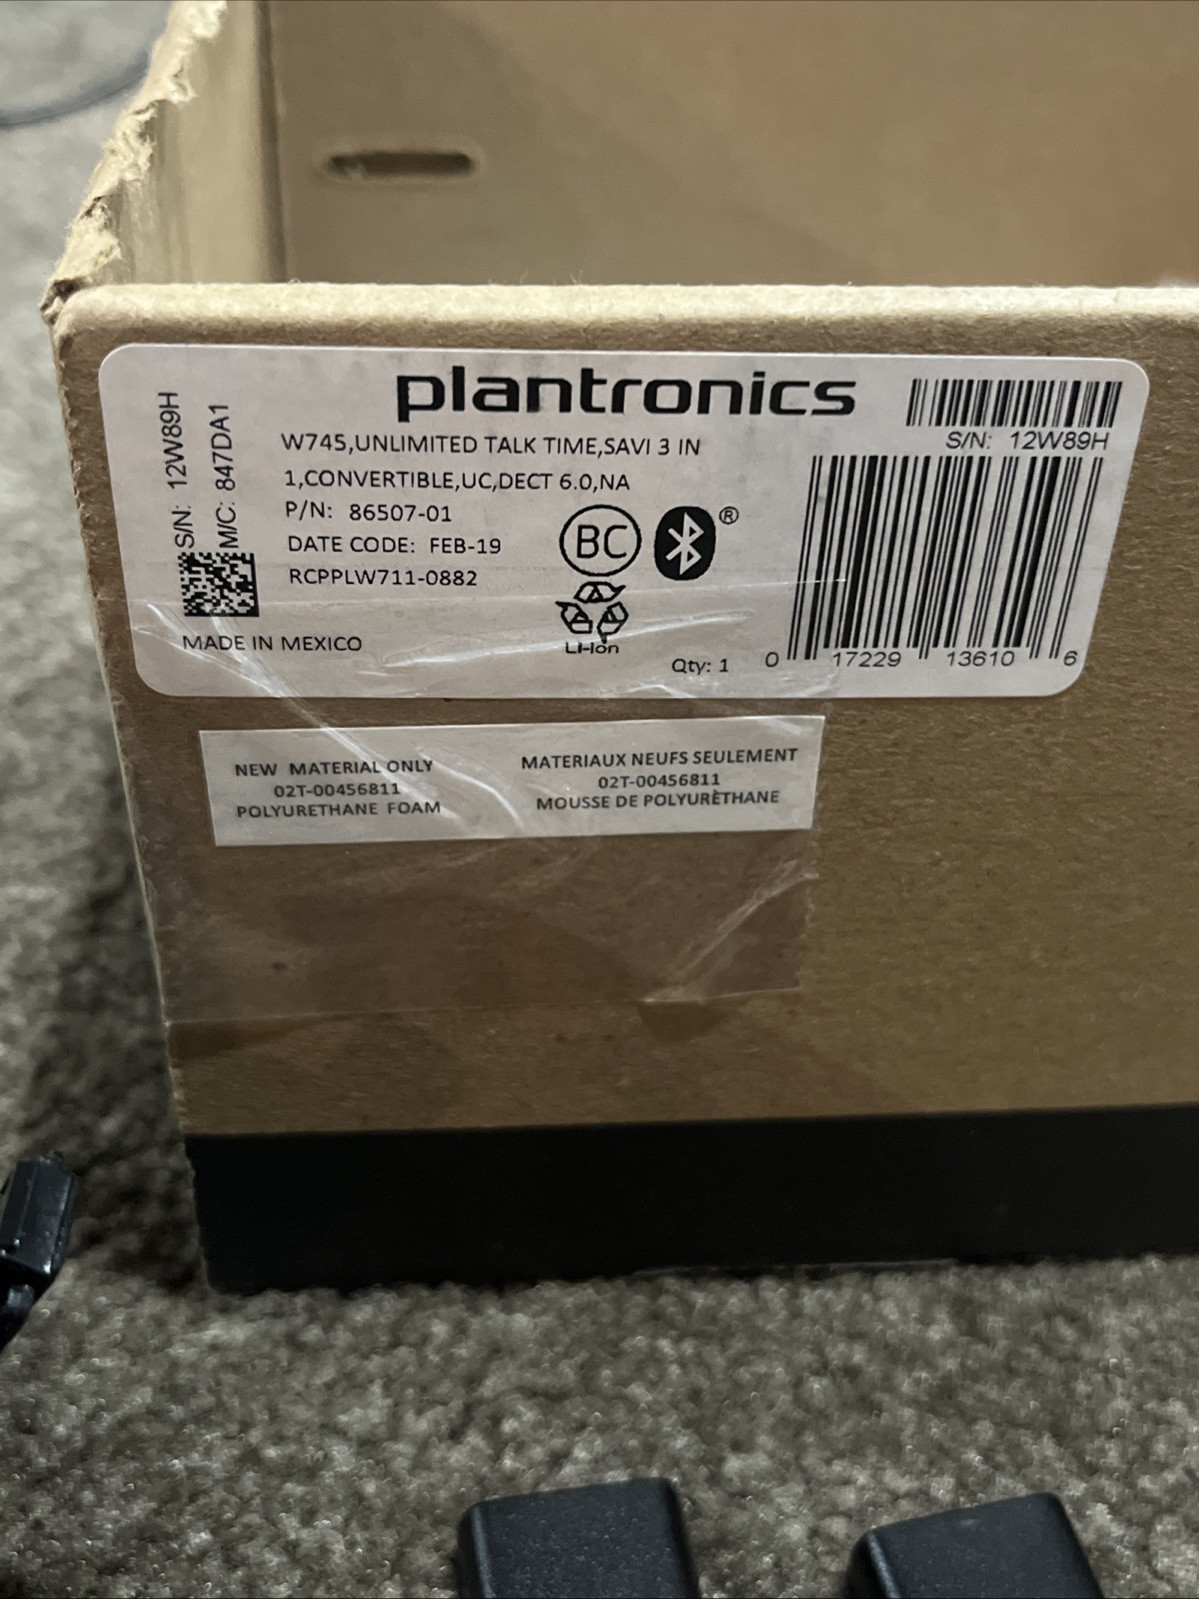 plantronics
W745,UNLIMITED TALK TIME,SAVI 3 IN
1,CONVERTIBLE,UC,DECT 6.0,NA
P/N: 86507-01
DATE CODE: FEB-19
RCPPLW711-0882
S/N: 12W89H
M/C: 847DA1
MADE IN MEXICO
BC
®
Li-Ion
Qty: 1
S/N: 12W89H
0 17229 13610 6
NEW MATERIAL ONLY
02T-00456811
POLYURETHANE FOAM
MATERIAUX NEUFS SEULEMENT
02T-00456811
MOUSSE DE POLYURÈTHANE